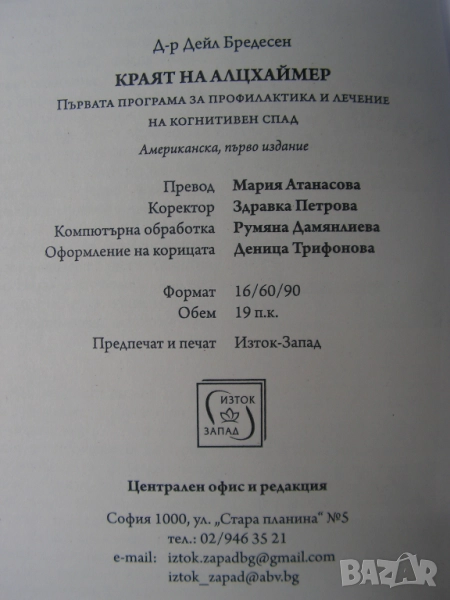 Д-р Дейл Бредесен
КРАЯТ НА АЛЦХАЙМЕР
Първата програма за профилактика и лечение
на когнитивен спад
Американска, първо издание
Превод Мария Атанасова
Коректор Здравка Петрова
Компютърна обработка Румяна Дамянлиева
Оформление на корицата Деница Трифонова
Формат 16/60/90
Обем 19 п.к.
Предпечат и печат Изток-Запад
ИЗТОК
ЗАПАД
Централен офис и редакция
София 1000, ул. „Стара планина“ №5
тел.: 02/946 35 21
e-mail: iztok.zapadbg@gmail.com
iztok_zapad@abv.bg
BAZAR